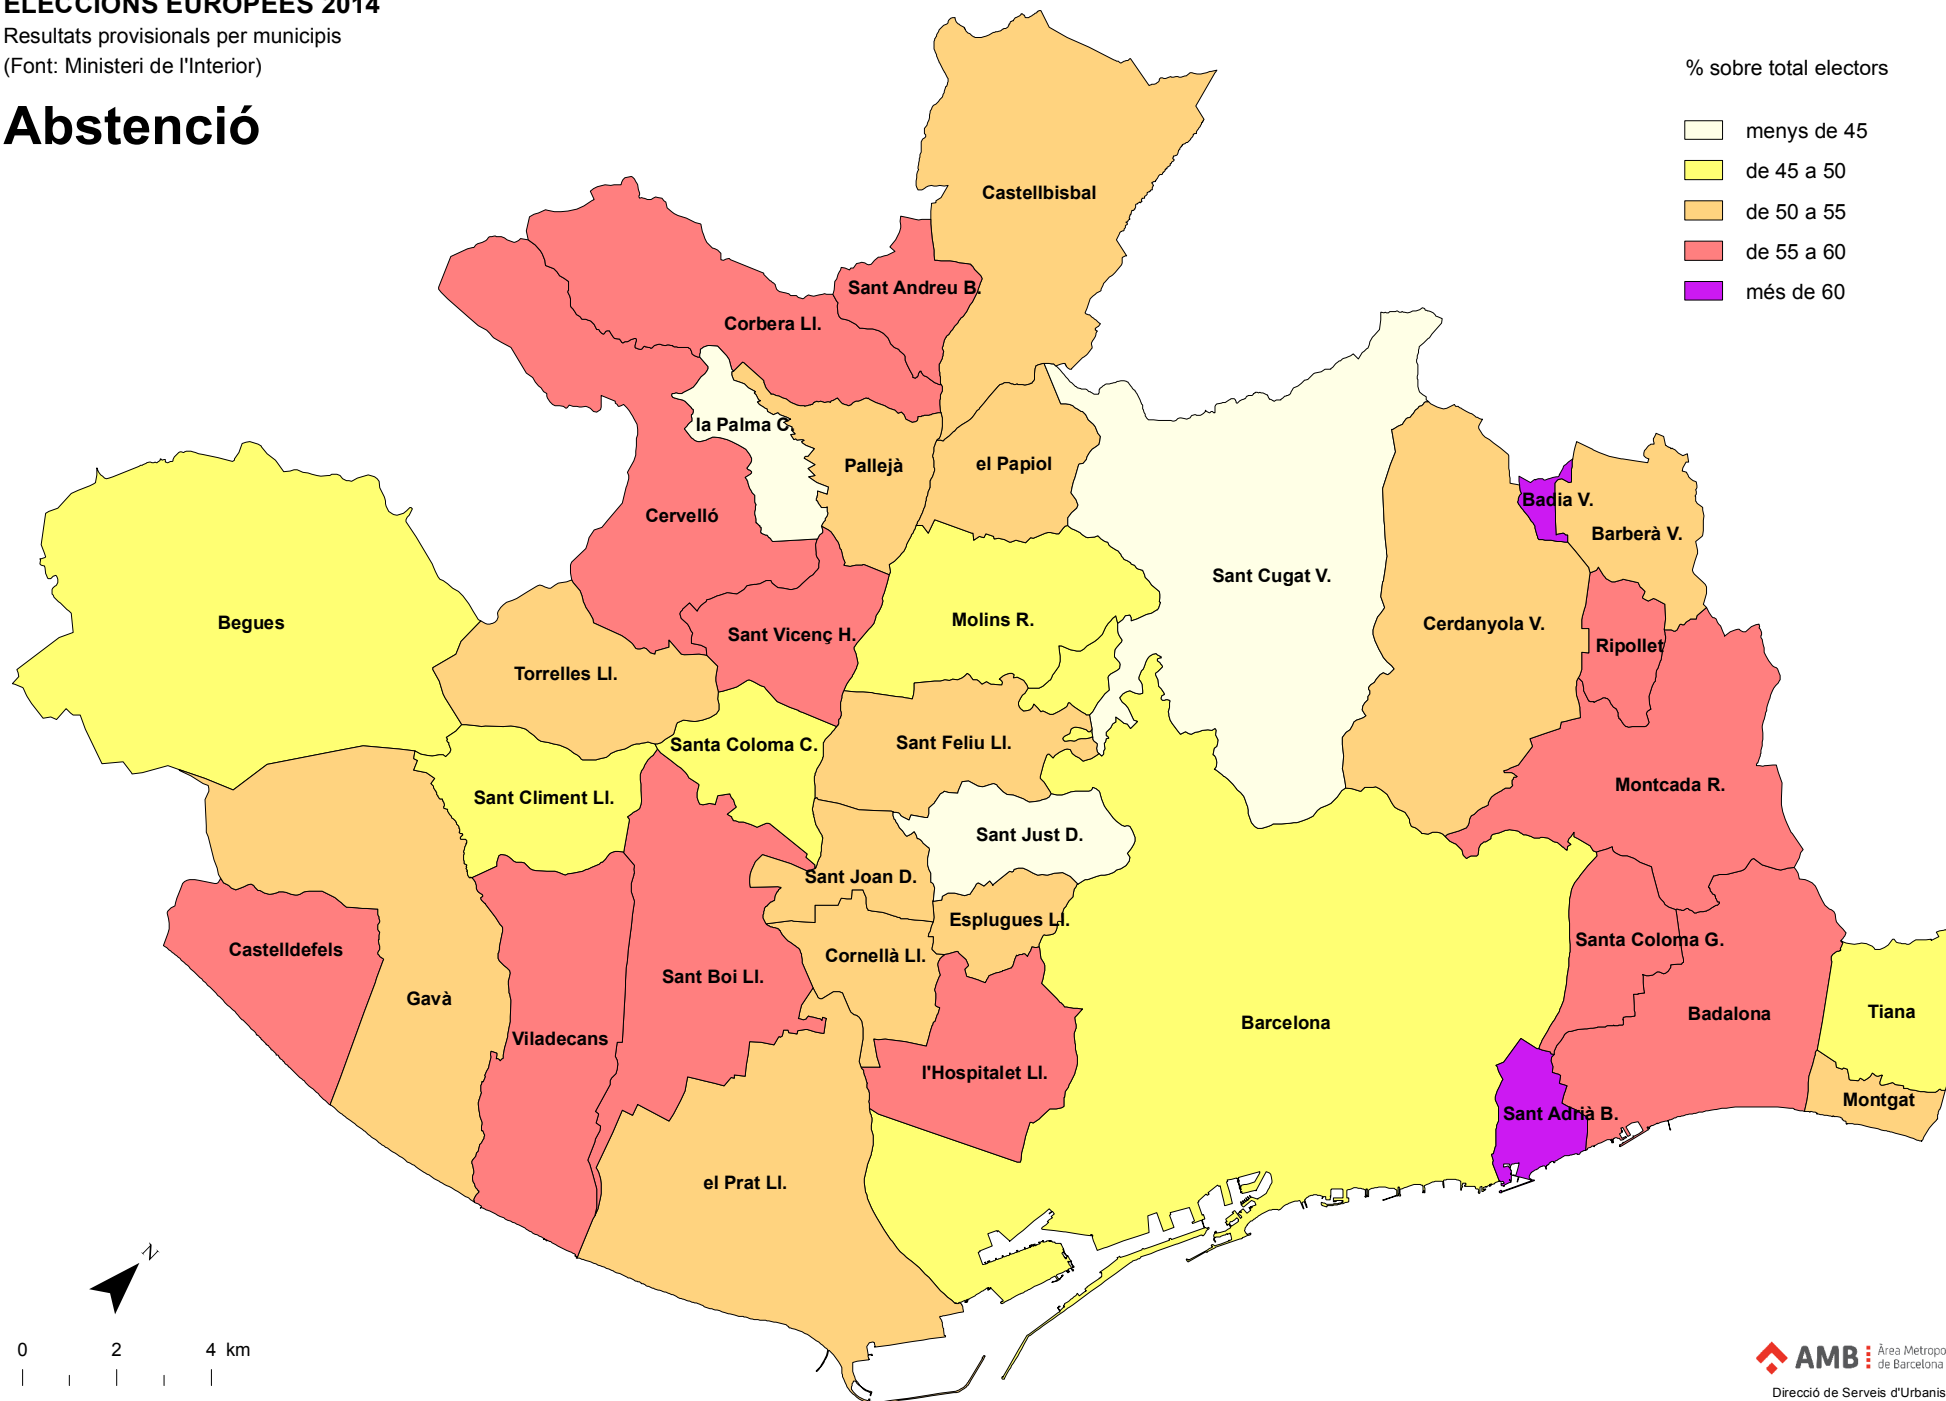 ELECCIONS EUROPEES 2014
Resultats provisionals per municipis
(Font: Ministeri de l'Interior)
Abstenció
% sobre total electors
menys de 45
de 45 a 50
de 50 a 55
de 55 a 60
més de 60
Castellbisbal
Sant Andreu B.
Corbera Ll.
la Palma C.
Pallejà
el Papiol
Cervelló
Badia V.
Barberà V.
Sant Cugat V.
Begues
Molins R.
Cerdanyola V.
Sant Vicenç H.
Ripollet
Torrelles Ll.
Santa Coloma C.
Sant Feliu Ll.
Montcada R.
Sant Climent Ll.
Sant Just D.
Sant Joan D.
Esplugues Ll.
Castelldefels
Cornellà Ll.
Santa Coloma G.
Sant Boi Ll.
Gavà
Barcelona
Badalona
Tiana
Viladecans
l'Hospitalet Ll.
Montgat
Sant Adrià B.
el Prat Ll.
N
0 2 4 km
AMB
Àrea Metropo
de Barcelona
Direcció de Serveis d'Urbanis